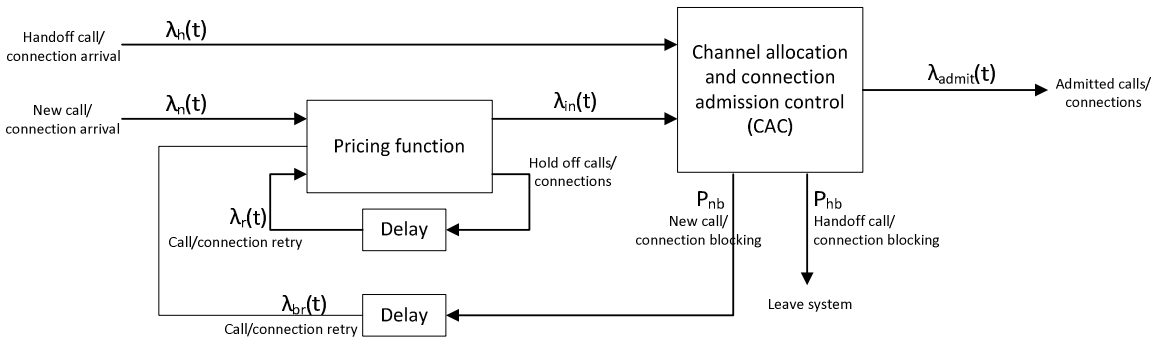 Handoff call/
connection arrival
λh(t)
Channel allocation
and connection
admission control
(CAC)
λadmit(t)
Admitted calls/
connections
New call/
connection arrival
λn(t)
λin(t)
Pricing function
Hold off calls/
connections
λr(t)
Call/connection retry
Delay
Pnb
New call/
connection blocking
Phb
Handoff call/
connection blocking
Leave system
λbr(t)
Call/connection retry
Delay